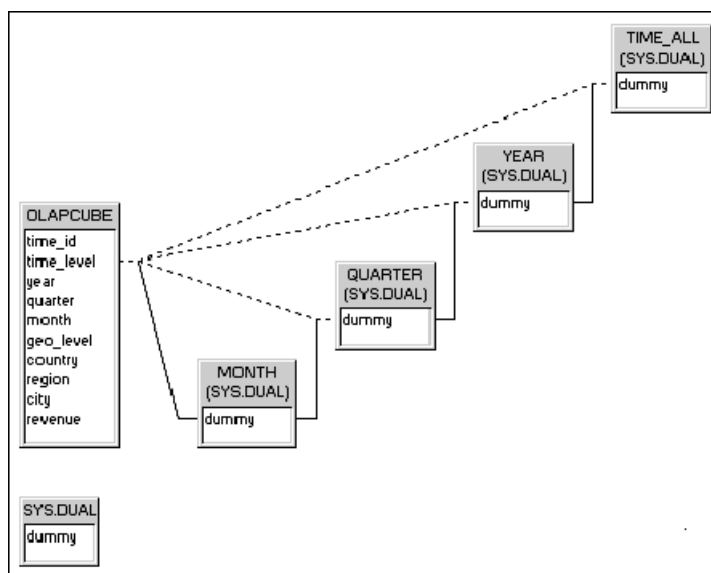 TIME_ALL
(SYS.DUAL)
dummy
YEAR
(SYS.DUAL)
dummy
OLAPCUBE
time_id
time_level
year
quarter
month
geo_level
country
region
city
revenue
QUARTER
(SYS.DUAL)
dummy
MONTH
(SYS.DUAL)
dummy
SYS.DUAL
dummy